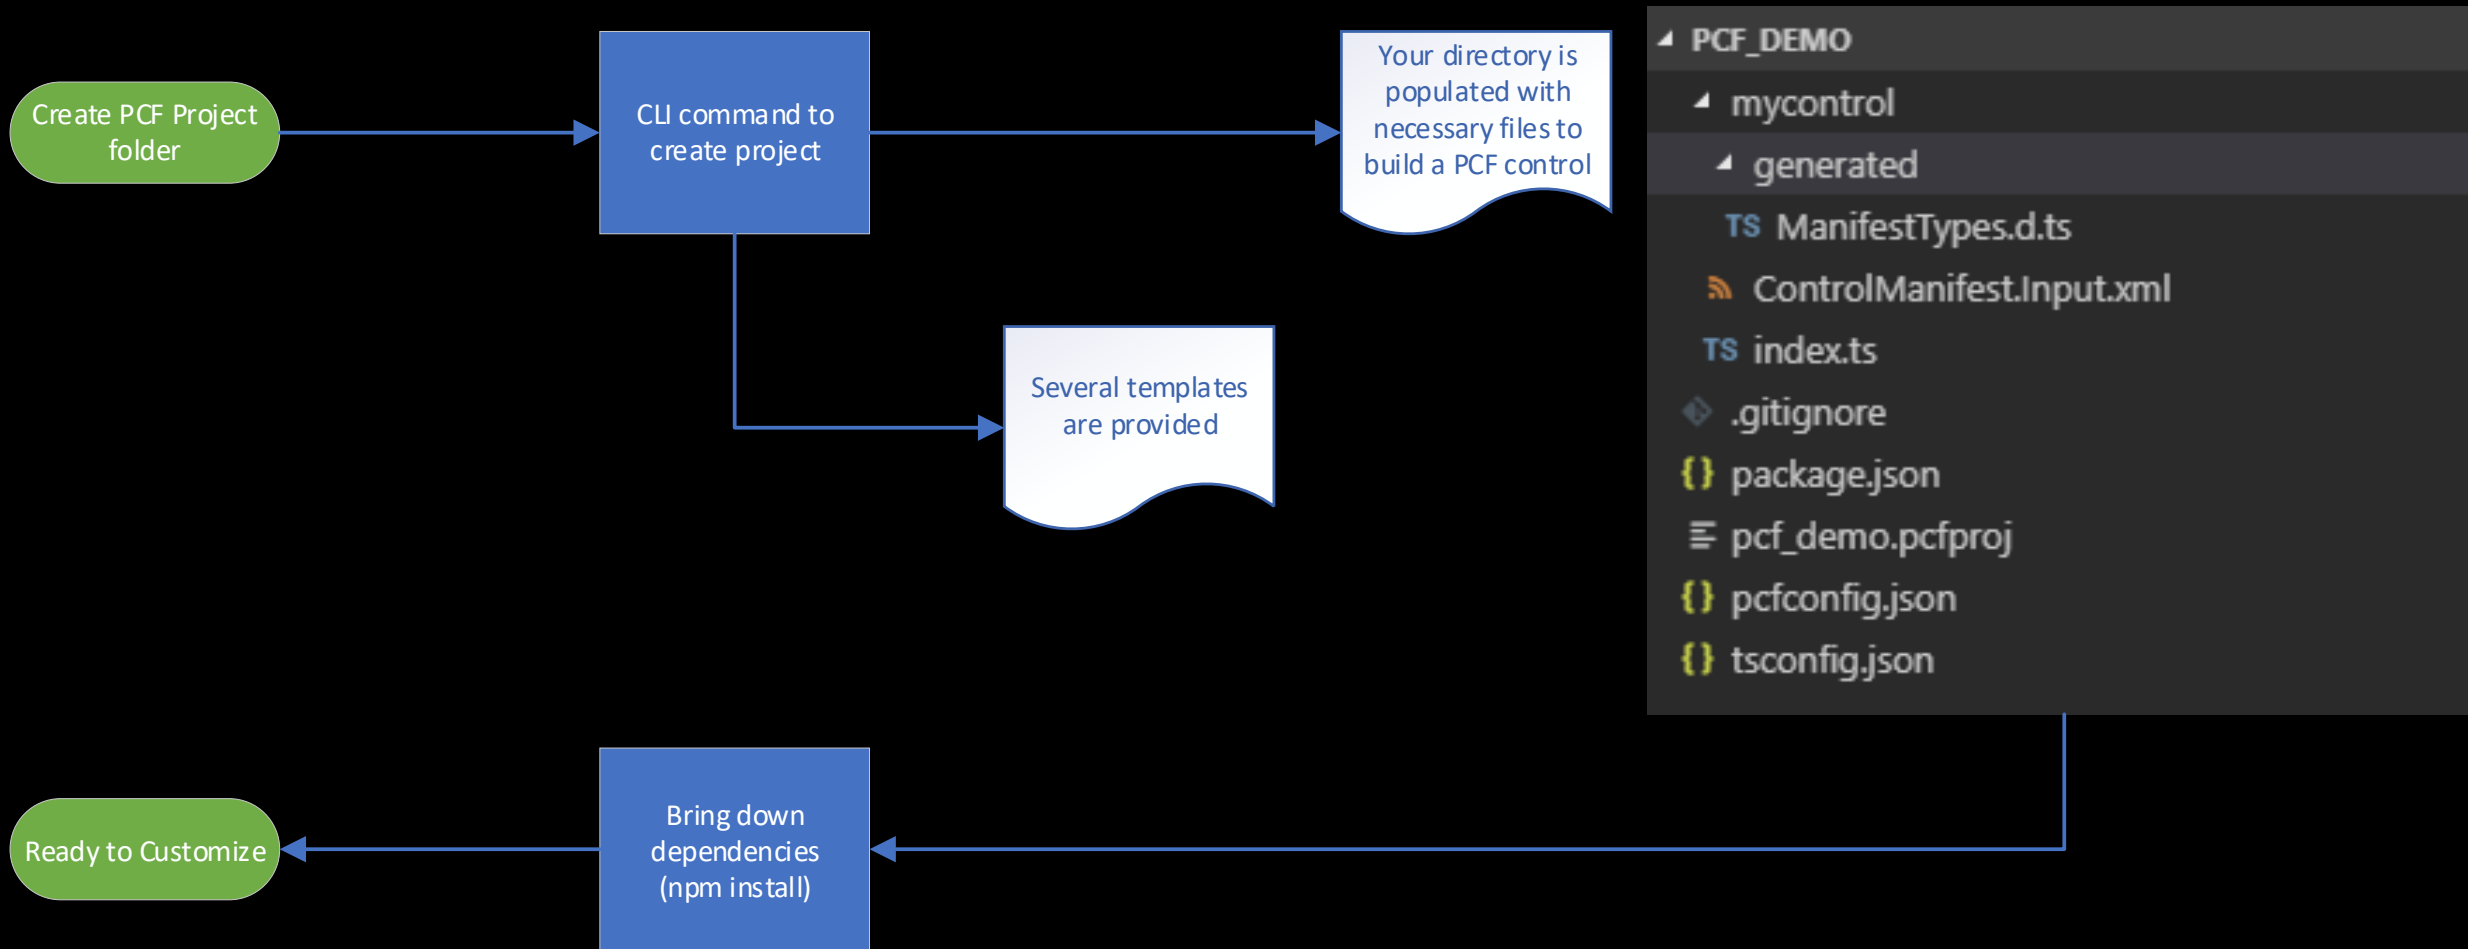 Create PCF Project
folder
CLI command to
create project
Your directory is
populated with
necessary files to
build a PCF control
Several templates
are provided
PCF_DEMO
mycontrol
generated
TS ManifestTypes.d.ts
ControlManifest.Input.xml
TS index.ts
.gitignore
{} package.json
pcf_demo.pcfproj
{} pcfconfig.json
{} tsconfig.json
Bring down
dependencies
(npm install)
Ready to Customize